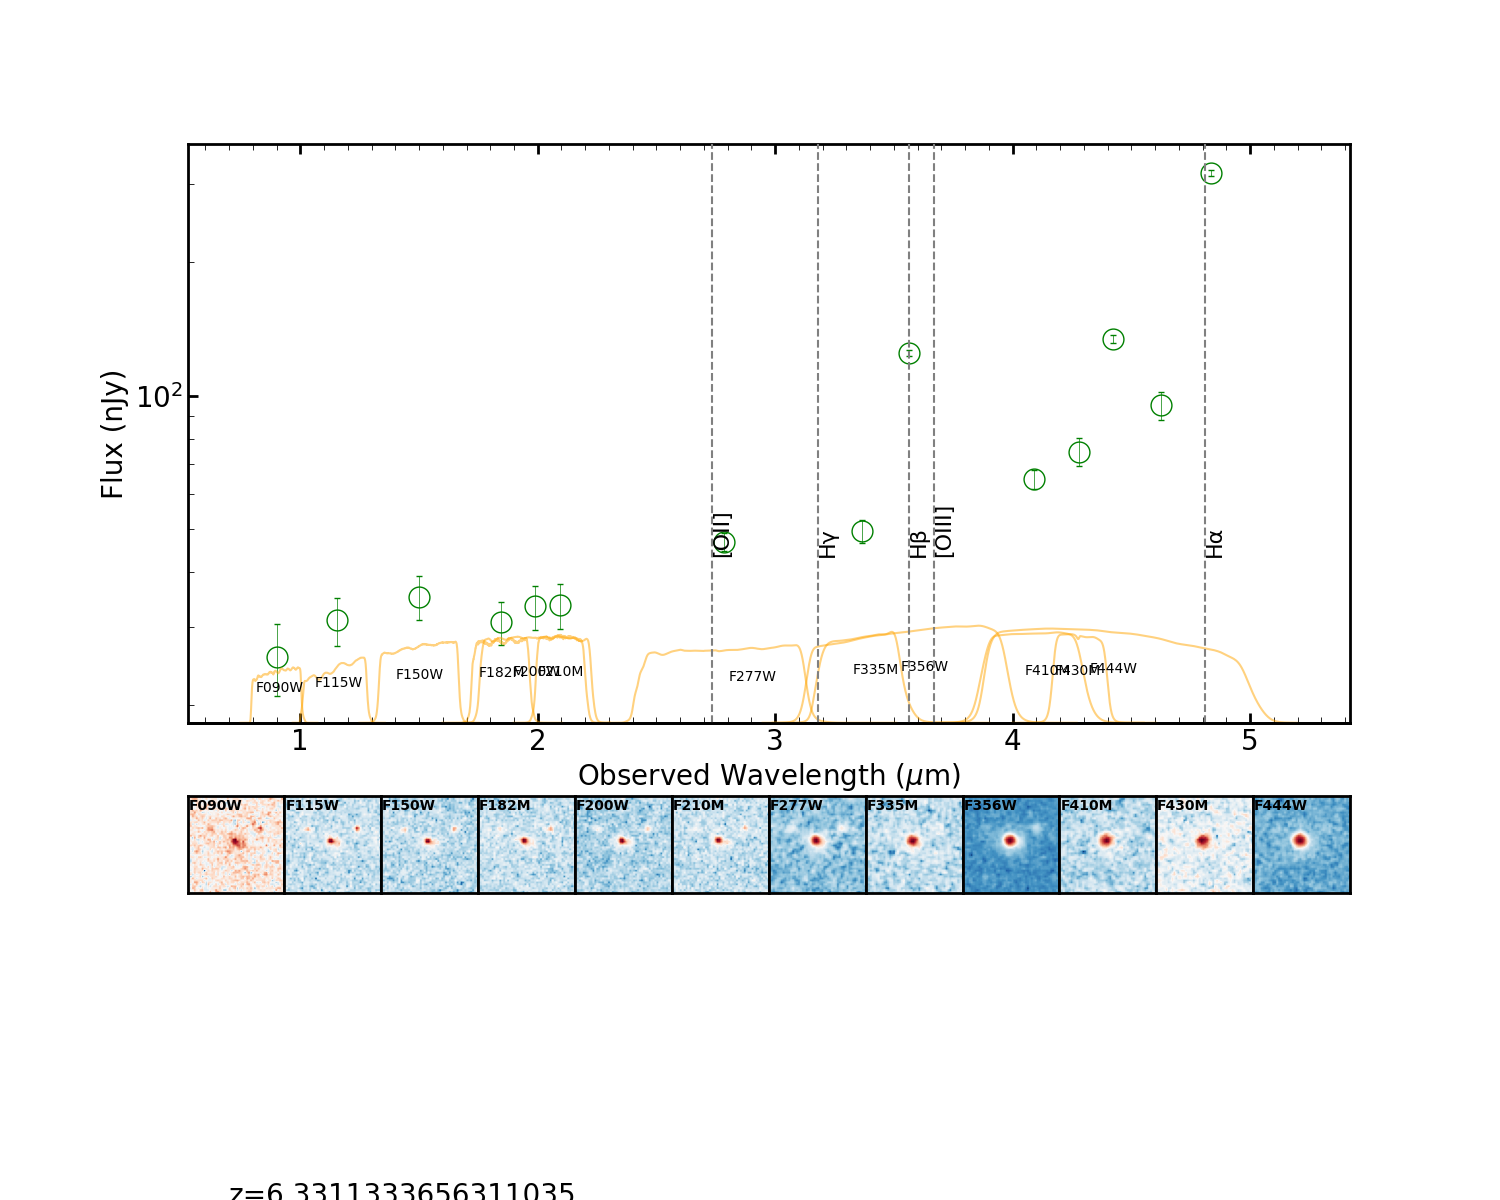 Flux (nJy)
10²
[OII]
Hγ
Hβ
[OIII]
Hα
F090W
F115W
F150W
F182M
F200W
F210M
F277W
F335M
F356W
F410M
F430M
F444W
1 2 3 4 5
Observed Wavelength (μm)
F090W F115W F150W F182M F200W F210M F277W F335M F356W F410M F430M F444W
z=6.3311333656311035